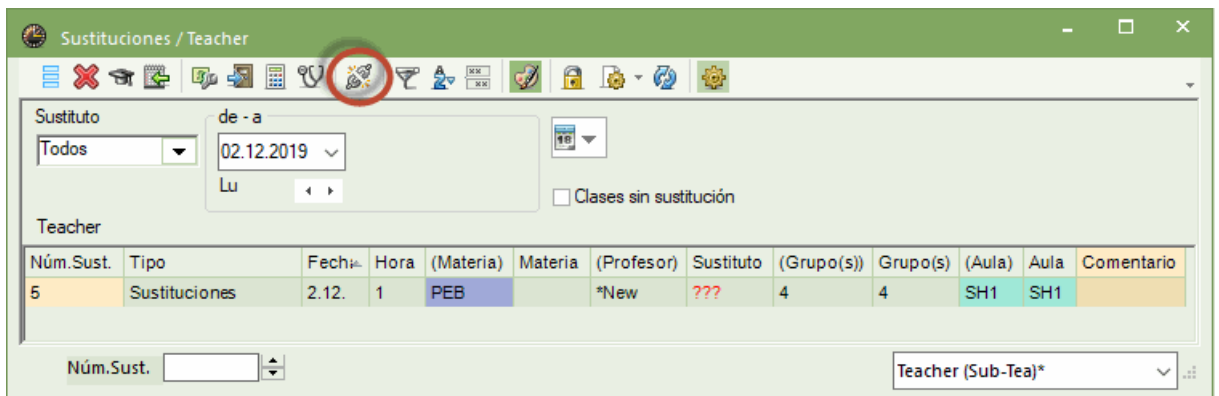 Sustituciones / Teacher
Sustituto de - a
Todos 02.12.2019
Lu
Clases sin sustitución
Teacher
Núm.Sust. Tipo Fech Hora (Materia) Materia (Profesor) Sustituto (Grupo(s)) Grupo(s) (Aula) Aula Comentario
5 Sustituciones 2.12. 1 PEB *New ??? 4 4 SH1 SH1
Núm.Sust. Teacher (Sub-Tea)*